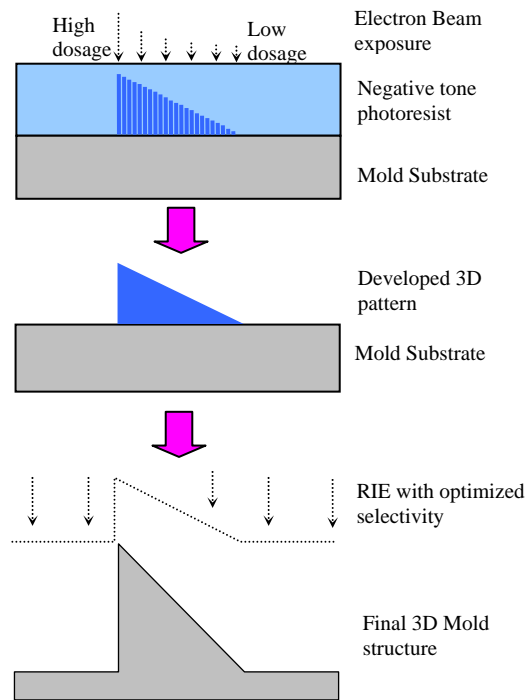 High
dosage
Low
dosage
Electron Beam
exposure
Negative tone
photoresist
Mold Substrate
Developed 3D
pattern
Mold Substrate
RIE with optimized
selectivity
Final 3D Mold
structure